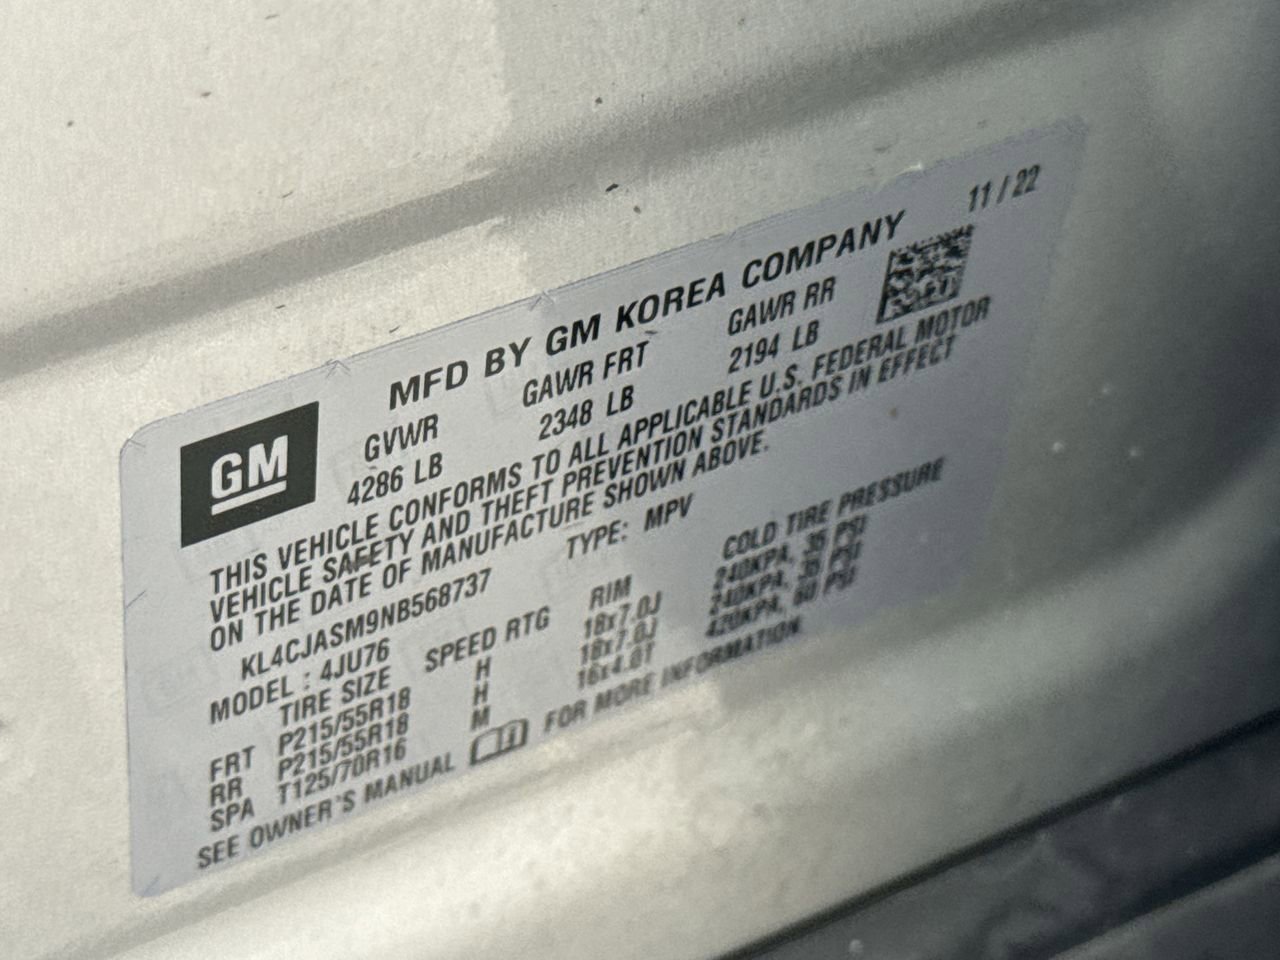 11 / 22
MFD BY GM KOREA COMPANY
GM
GVWR GAWR FRT GAWR RR
4286 LB 2348 LB 2194 LB
THIS VEHICLE CONFORMS TO ALL APPLICABLE U.S. FEDERAL MOTOR
VEHICLE SAFETY AND THEFT PREVENTION STANDARDS IN EFFECT
ON THE DATE OF MANUFACTURE SHOWN ABOVE.
KL4CJASM9NB568737 TYPE: MPV
MODEL : 4JU76
TIRE SIZE SPEED RTG RIM COLD TIRE PRESSURE
FRT P215/55R18 H 18x7.0J 240KPA, 35 PSI
RR P215/55R18 H 18x7.0J 240KPA, 35 PSI
SPA T125/70R16 M 16x4.0T 420KPA, 60 PSI
SEE OWNER'S MANUAL FOR MORE INFORMATION